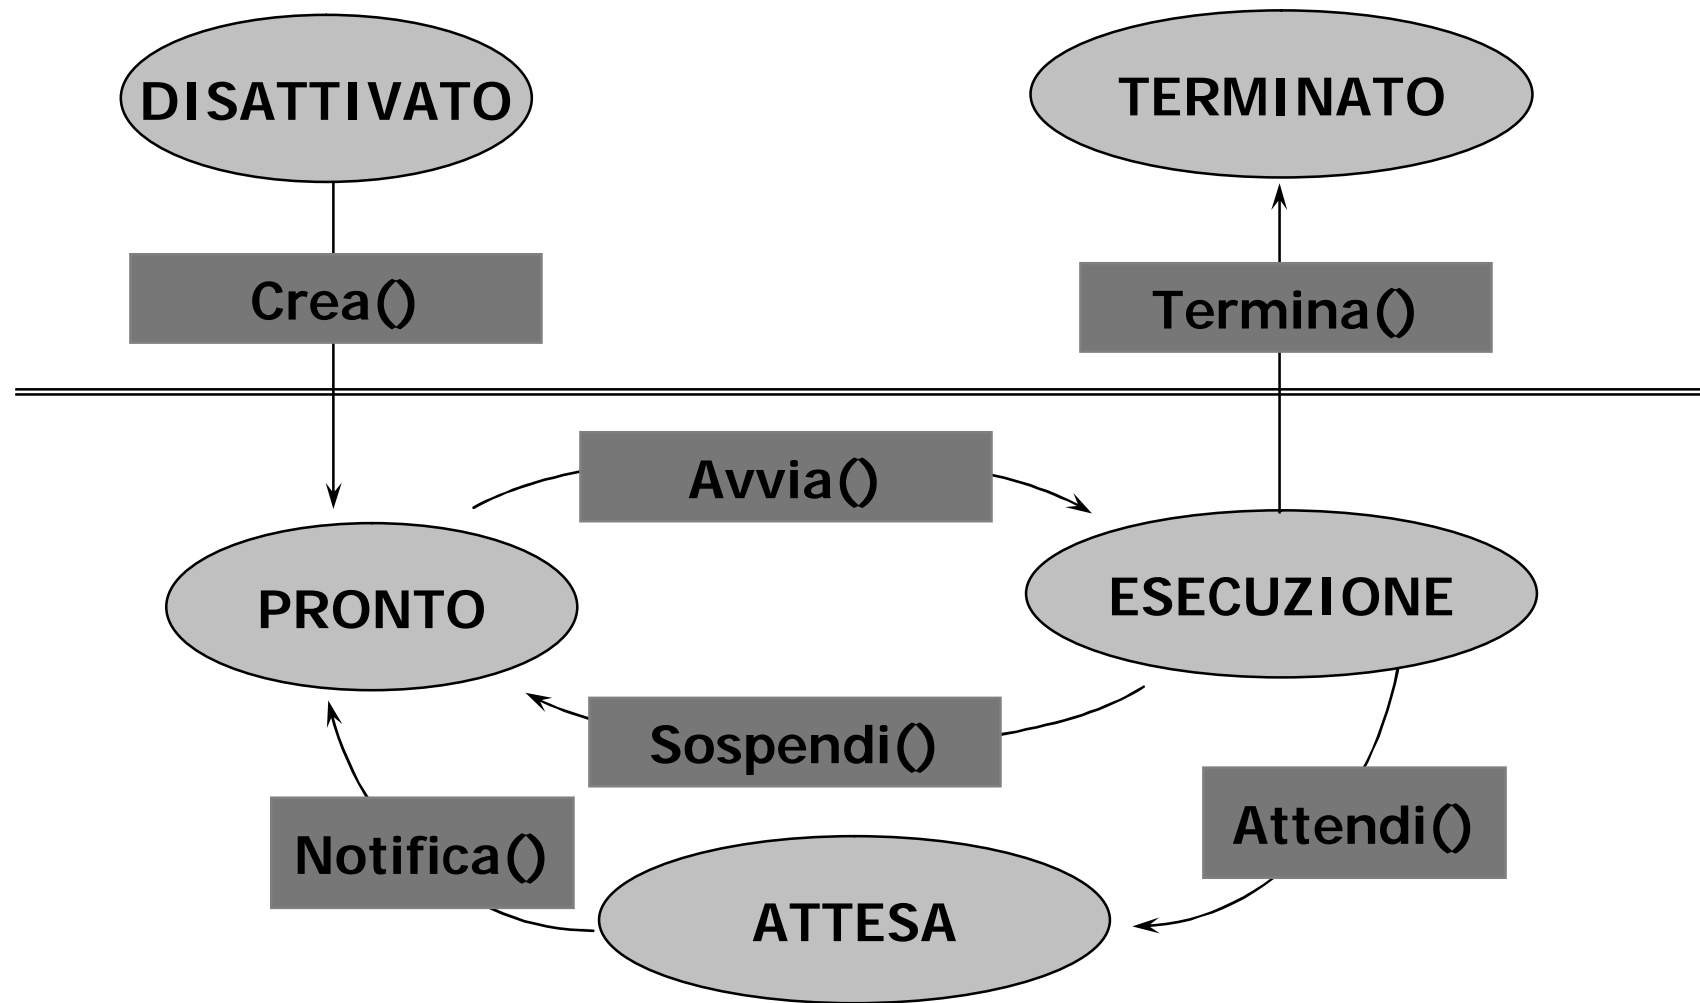 DISATTIVATO
TERMINATO
Crea()
Termina()
Avvia()
PRONTO
ESECUZIONE
Sospendi()
Attendi()
Notifica()
ATTESA